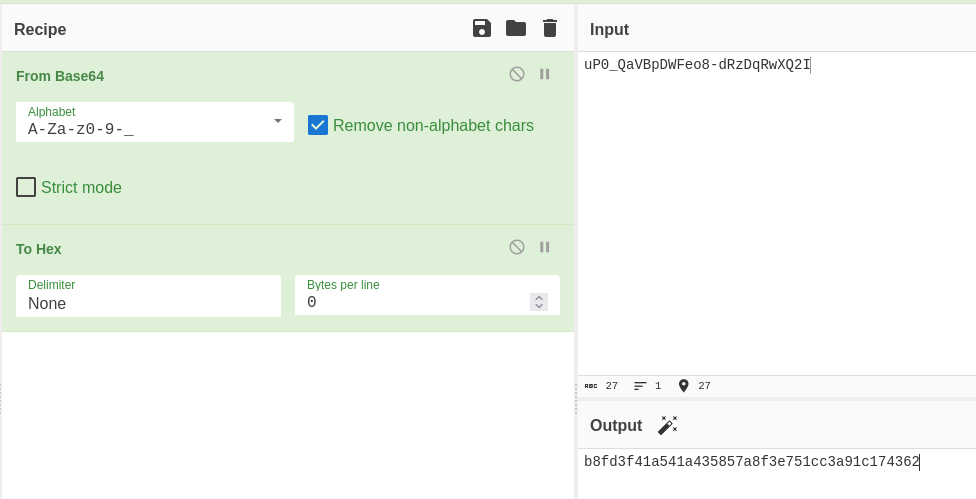 Recipe
From Base64
Alphabet
A-Za-z0-9-_
Remove non-alphabet chars
Strict mode
To Hex
Delimiter
None
Bytes per line
0
Input
uP0_QaVBpDWFeo8-dRzDqRwXQ2I
ABC 27 1 27
Output
b8fd3f41a541a435857a8f3e751cc3a91c174362